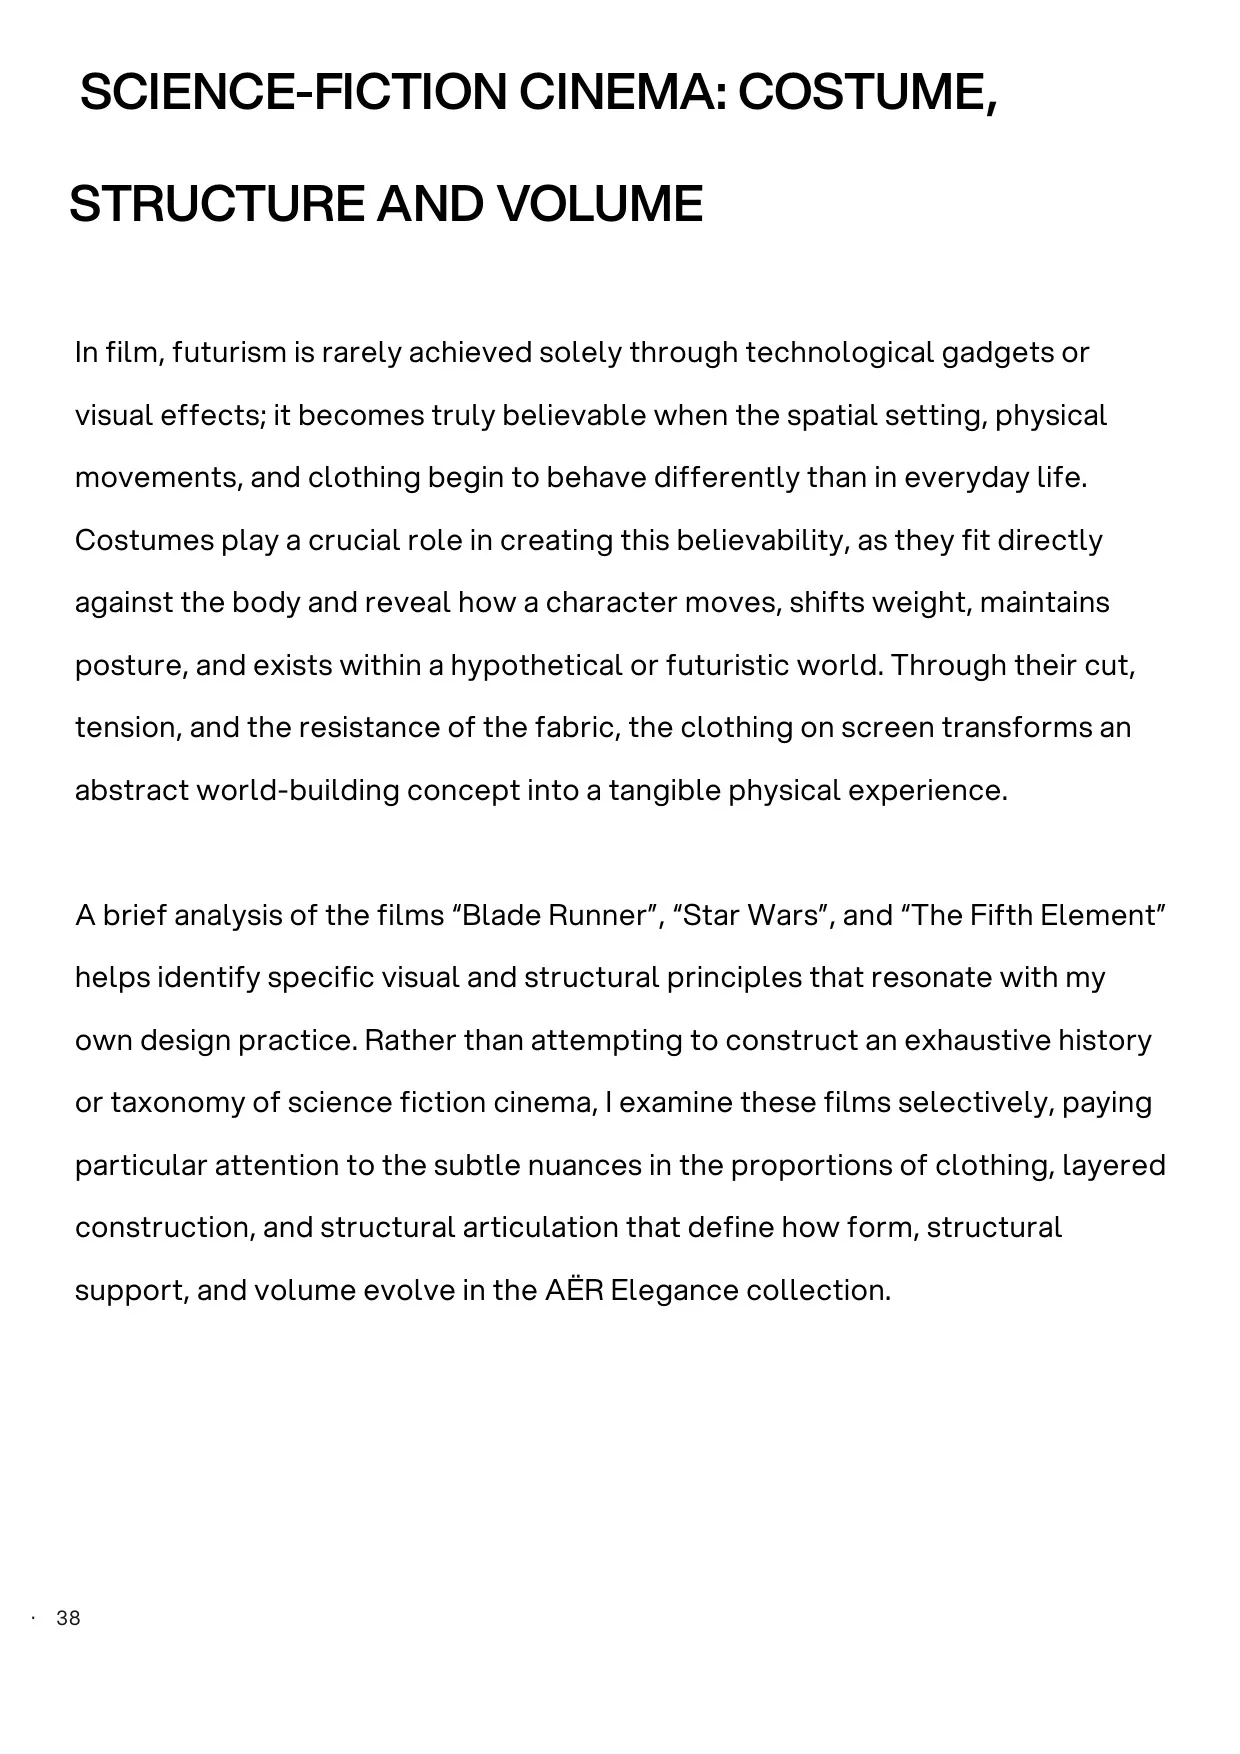 SCIENCE-FICTION CINEMA: COSTUME,
STRUCTURE AND VOLUME
In film, futurism is rarely achieved solely through technological gadgets or
visual effects; it becomes truly believable when the spatial setting, physical
movements, and clothing begin to behave differently than in everyday life.
Costumes play a crucial role in creating this believability, as they fit directly
against the body and reveal how a character moves, shifts weight, maintains
posture, and exists within a hypothetical or futuristic world. Through their cut,
tension, and the resistance of the fabric, the clothing on screen transforms an
abstract world-building concept into a tangible physical experience.
A brief analysis of the films “Blade Runner”, “Star Wars”, and “The Fifth Element”
helps identify specific visual and structural principles that resonate with my
own design practice. Rather than attempting to construct an exhaustive history
or taxonomy of science fiction cinema, I examine these films selectively, paying
particular attention to the subtle nuances in the proportions of clothing, layered
construction, and structural articulation that define how form, structural
support, and volume evolve in the AËR Elegance collection.
· 38